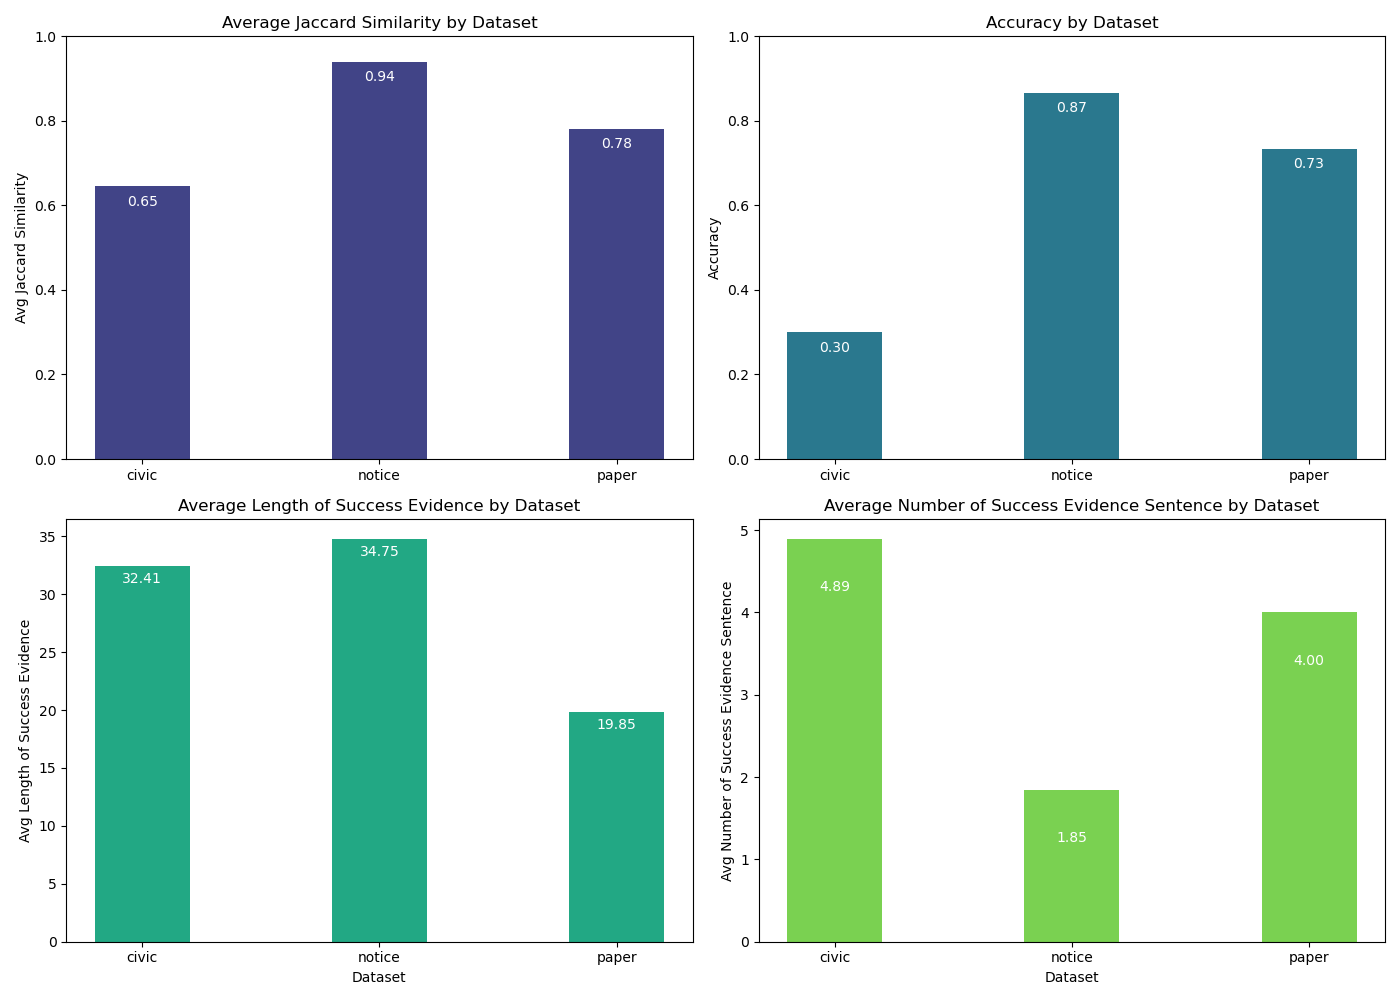 Average Jaccard Similarity by Dataset
Avg Jaccard Similarity
1.0
0.8
0.6
0.4
0.2
0.0
0.65
0.94
0.78
civic
notice
paper
Accuracy by Dataset
Accuracy
1.0
0.8
0.6
0.4
0.2
0.0
0.30
0.87
0.73
civic
notice
paper
Average Length of Success Evidence by Dataset
Avg Length of Success Evidence
35
30
25
20
15
10
5
0
32.41
34.75
19.85
civic
notice
paper
Dataset
Average Number of Success Evidence Sentence by Dataset
Avg Number of Success Evidence Sentence
5
4
3
2
1
0
4.89
1.85
4.00
civic
notice
paper
Dataset